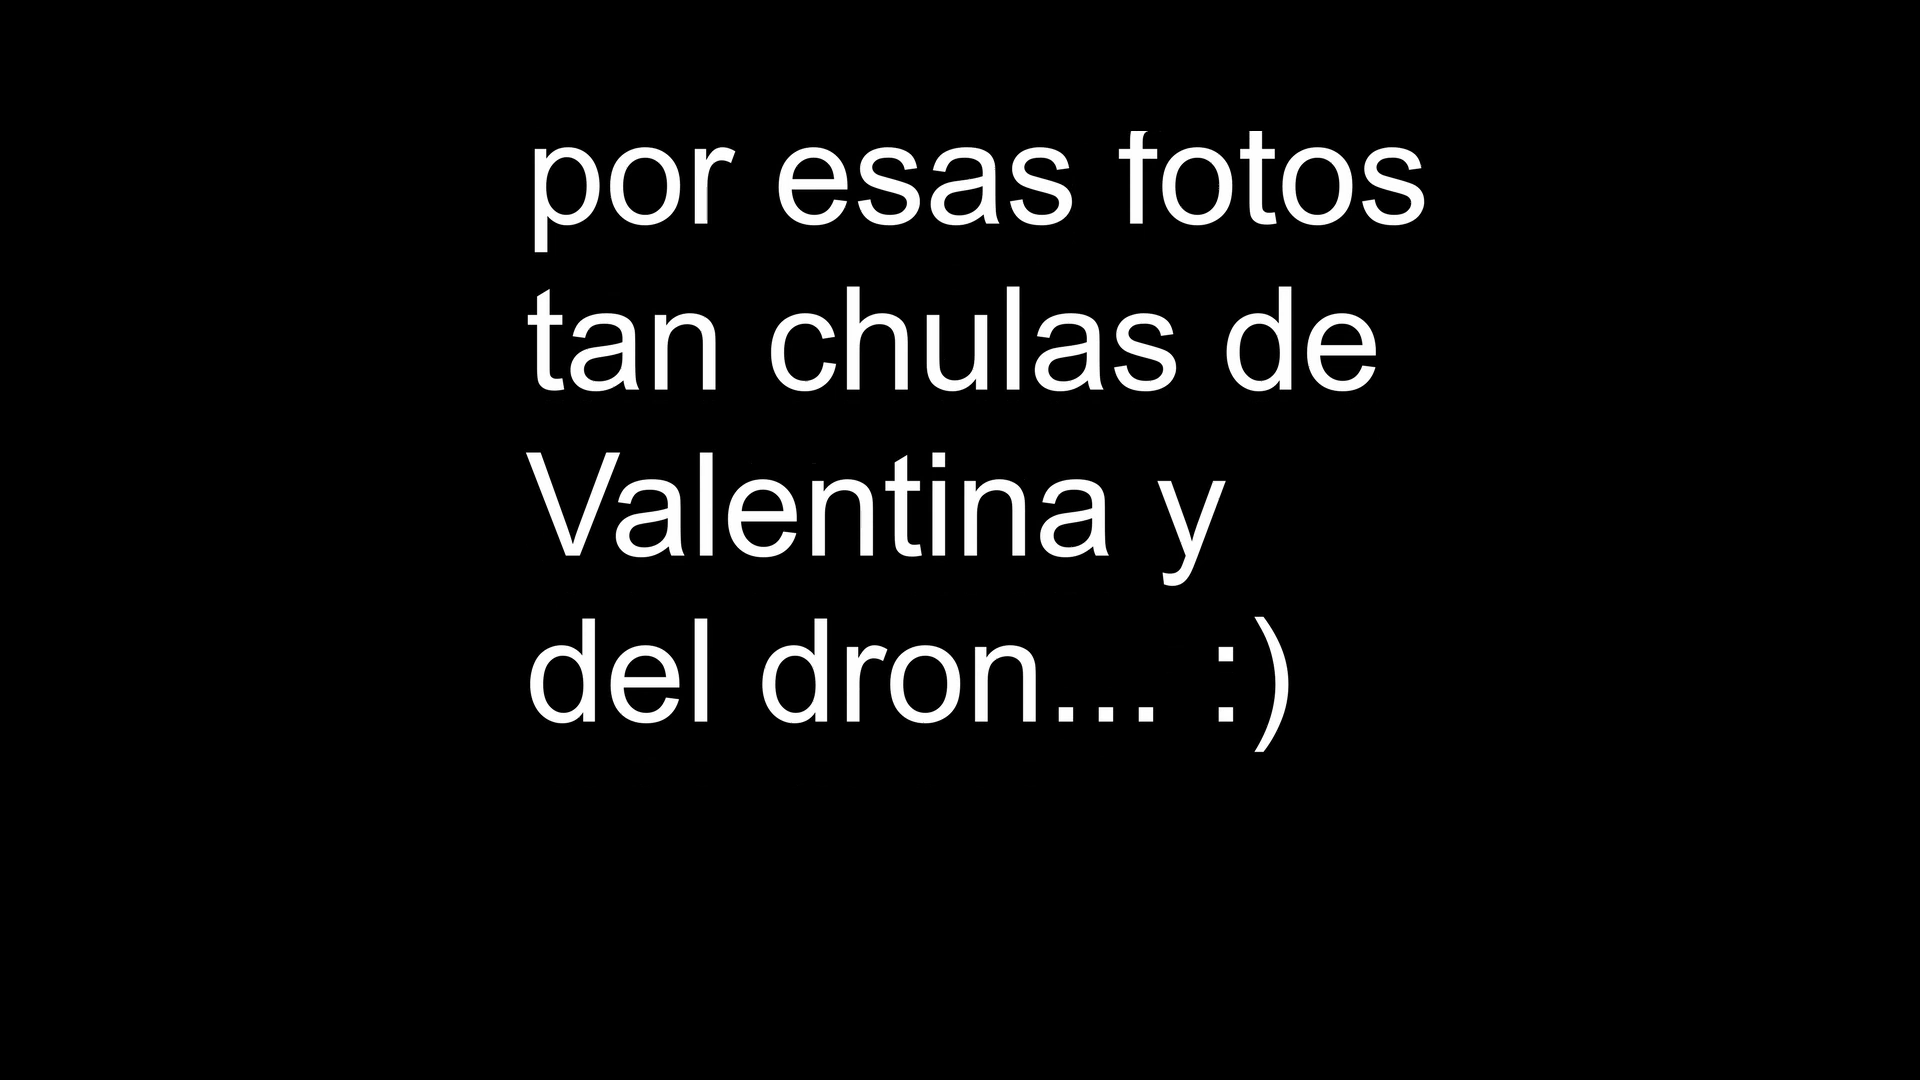 por esas fotos
tan chulas de
Valentina y
del dron... :)